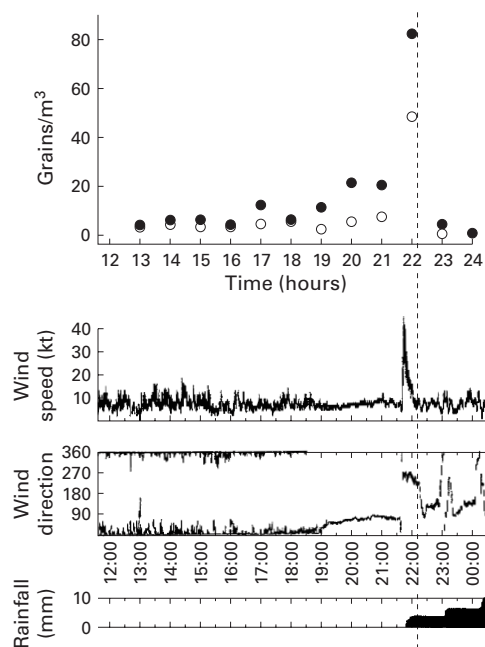 80
60
40
20
0
Grains/m³
12 13 14 15 16 17 18 19 20 21 22 23 24
Time (hours)
40
30
20
10
Wind
speed (kt)
360
270
180
90
Wind
direction
12:00 13:00 14:00 15:00 16:00 17:00 18:00 19:00 20:00 21:00 22:00 23:00 00:00
10
0
Rainfall
(mm)